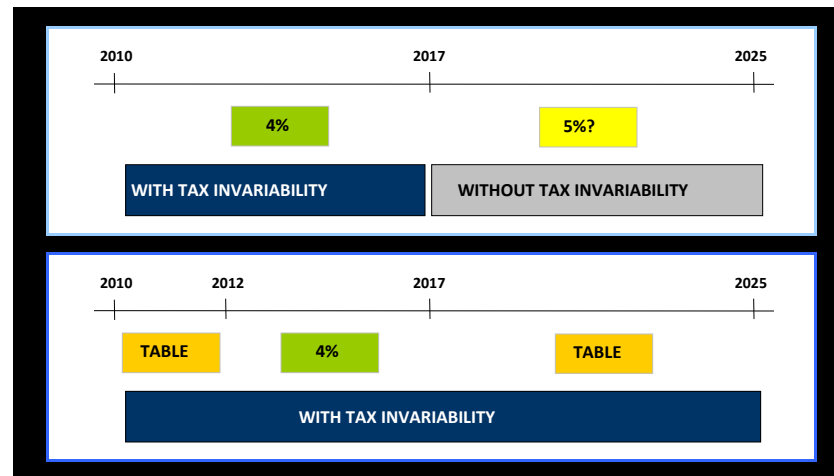 2010 2017 2025
4% 5%?
WITH TAX INVARIABILITY WITHOUT TAX INVARIABILITY
2010 2012 2017 2025
TABLE 4% TABLE
WITH TAX INVARIABILITY